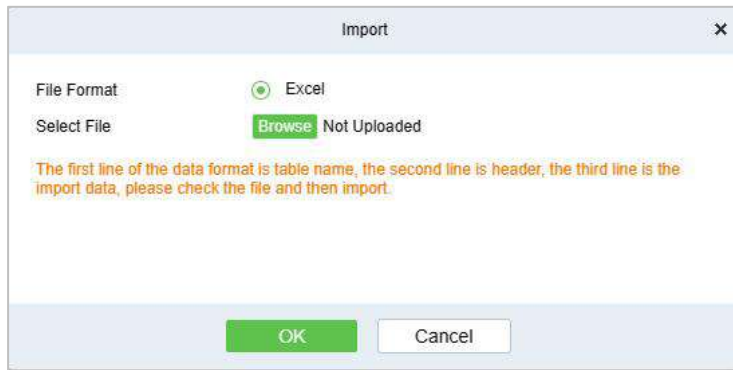 Import
File Format Excel
Select File Browse Not Uploaded
The first line of the data format is table name, the second line is header, the third line is the
import data, please check the file and then import.
OK Cancel